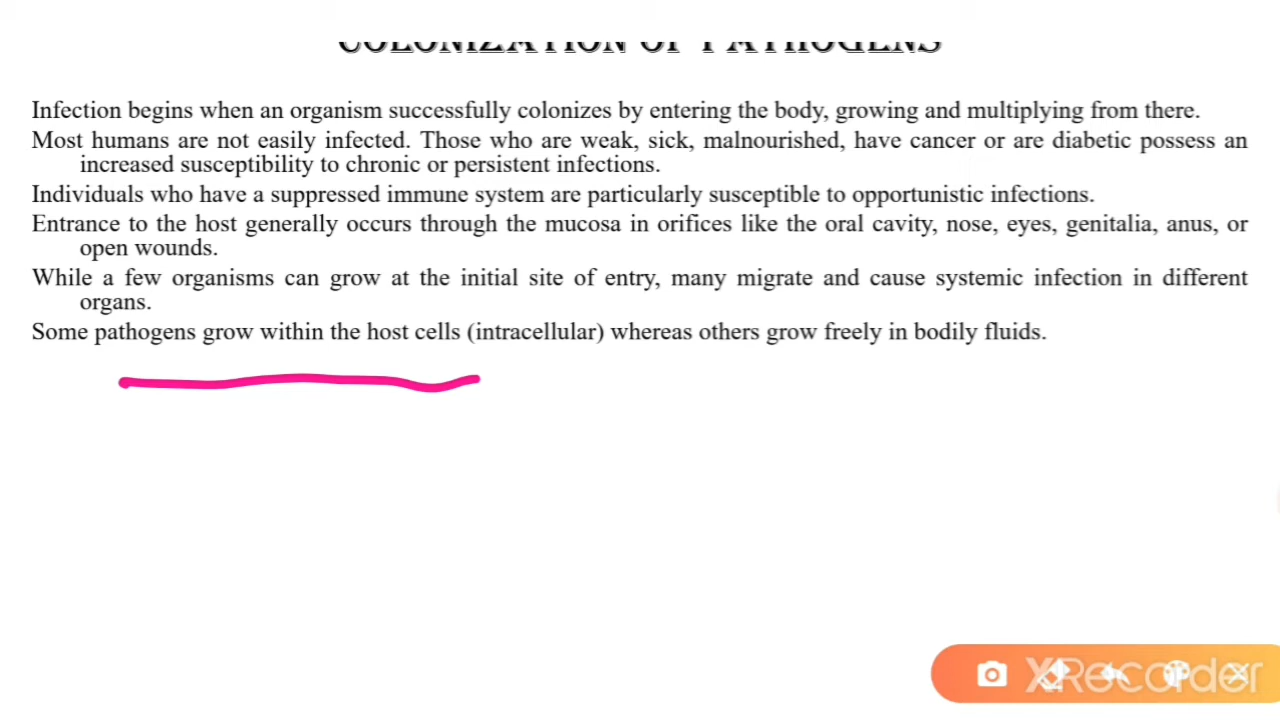 COLONIZATION OF PATHOGENS
Infection begins when an organism successfully colonizes by entering the body, growing and multiplying from there.
Most humans are not easily infected. Those who are weak, sick, malnourished, have cancer or are diabetic possess an
increased susceptibility to chronic or persistent infections.
Individuals who have a suppressed immune system are particularly susceptible to opportunistic infections.
Entrance to the host generally occurs through the mucosa in orifices like the oral cavity, nose, eyes, genitalia, anus, or
open wounds.
While a few organisms can grow at the initial site of entry, many migrate and cause systemic infection in different
organs.
Some pathogens grow within the host cells (intracellular) whereas others grow freely in bodily fluids.
XRecorder